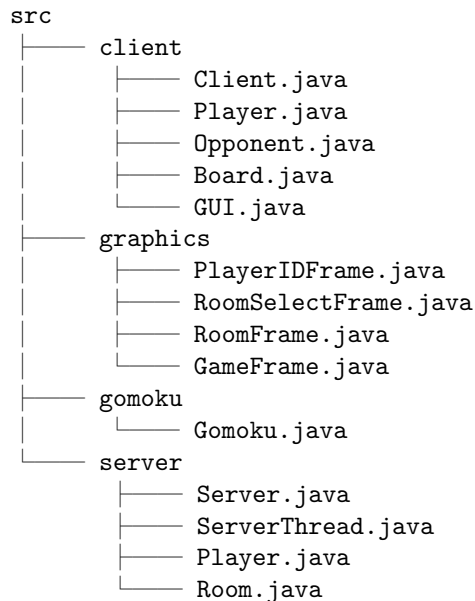 src
client
Client.java
Player.java
Opponent.java
Board.java
GUI.java
graphics
PlayerIDFrame.java
RoomSelectFrame.java
RoomFrame.java
GameFrame.java
gomoku
Gomoku.java
server
Server.java
ServerThread.java
Player.java
Room.java